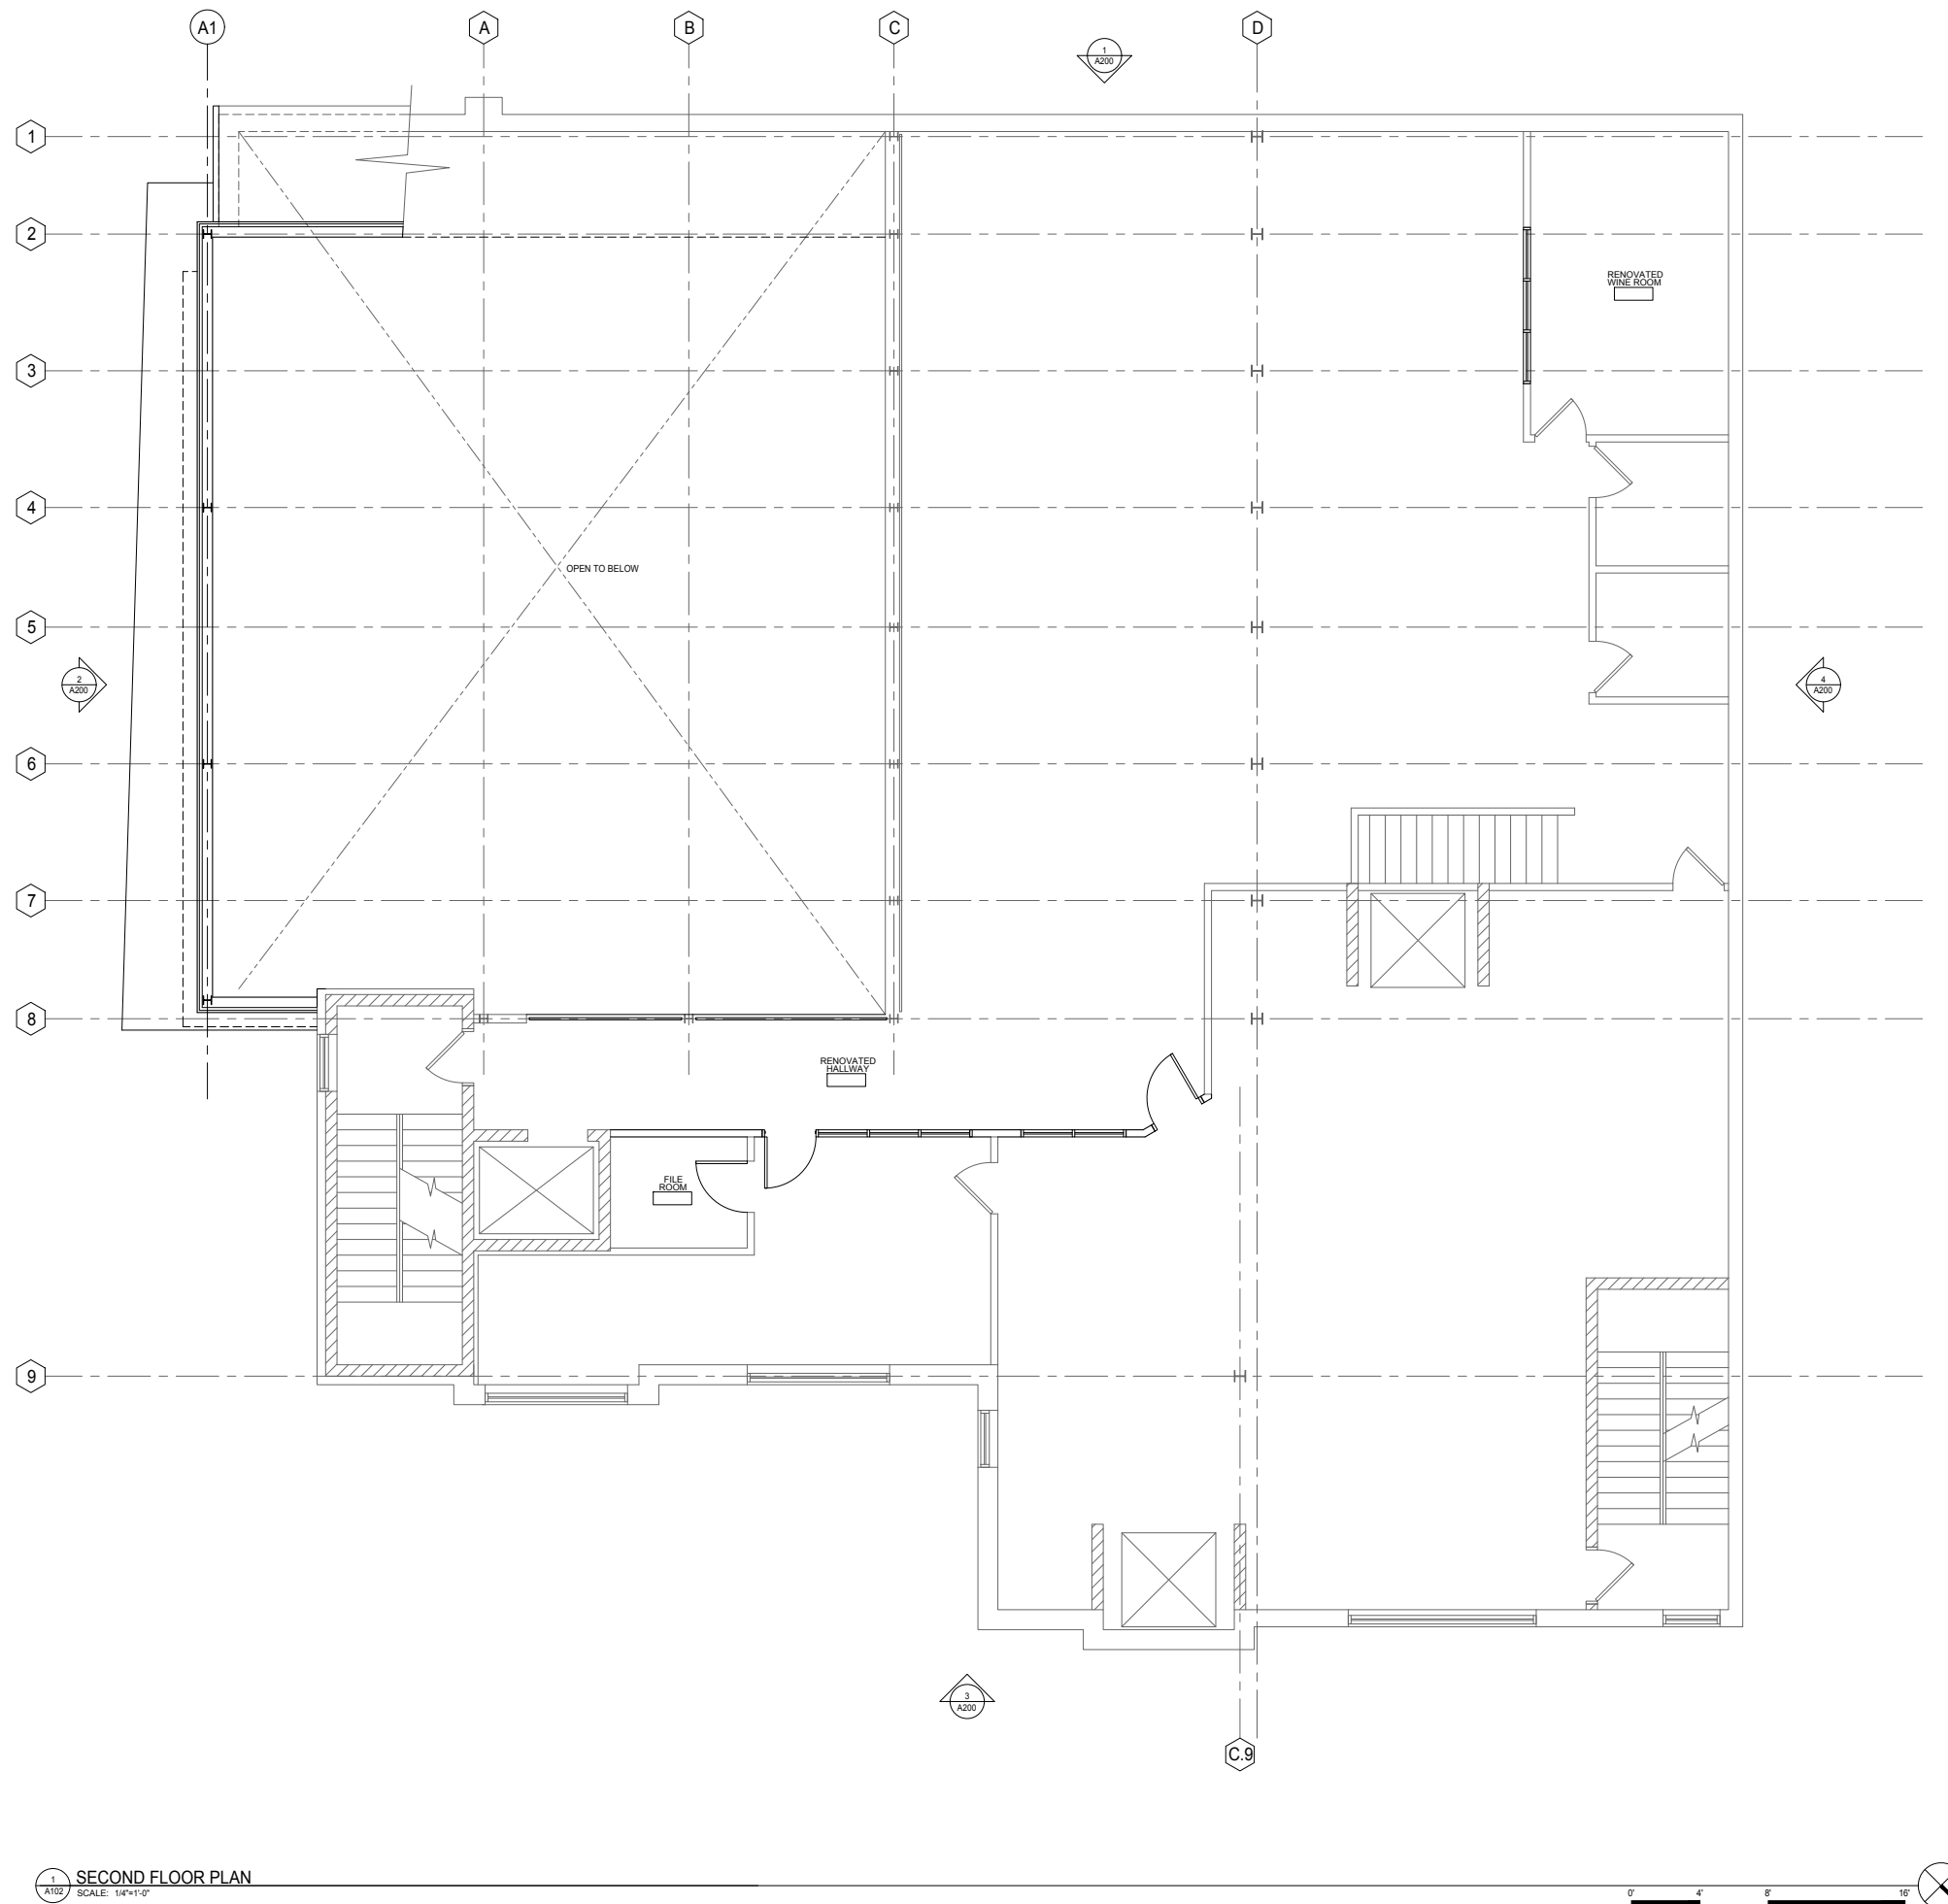 A1
A
B
C
D
1
A200
1
2
RENOVATED
WINE ROOM
3
4
OPEN TO BELOW
5
2
A200
4
A200
6
7
8
RENOVATED
HALLWAY
FILE
ROOM
9
3
A200
C.9
1
A102
SECOND FLOOR PLAN
SCALE: 1/4"=1'-0"
0' 4' 8' 16'